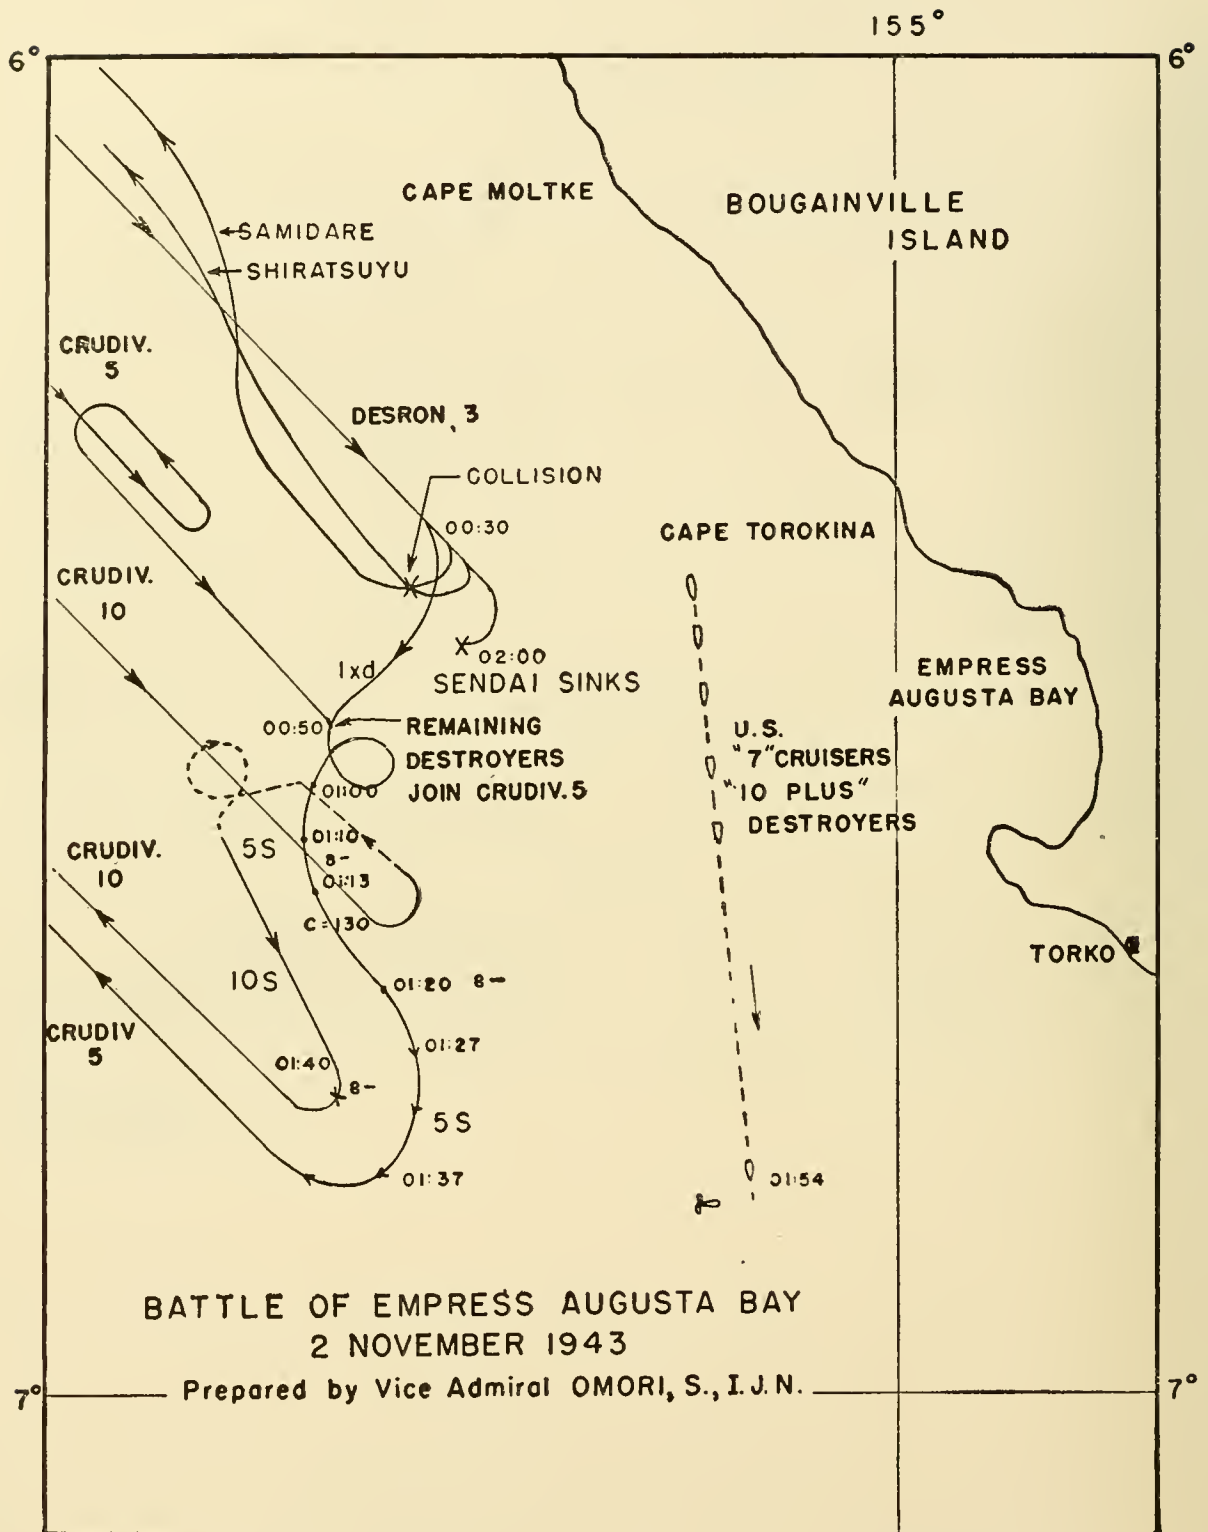 155°
6°
6°
CAPE MOLTKE
BOUGAINVILLE
ISLAND
SAMIDARE
SHIRATSUYU
CRUDIV.
5
DESRON, 3
COLLISION
00:30
CAPE TOROKINA
CRUDIV.
10
X 02:00
SENDAI SINKS
1xd
EMPRESS
AUGUSTA BAY
00:50
REMAINING
DESTROYERS
JOIN CRUDIV. 5
U.S.
"7" CRUISERS
"10 PLUS"
DESTROYERS
01:00
5S
01:10
8-
01:13
CRUDIV.
10
C=130
TORKO
10S
01:20 8-
CRUDIV
5
01:27
01:40
8-
5S
01:37
01:54
BATTLE OF EMPRESS AUGUSTA BAY
2 NOVEMBER 1943
Prepared by Vice Admiral OMORI, S., I.J.N.
7°
7°